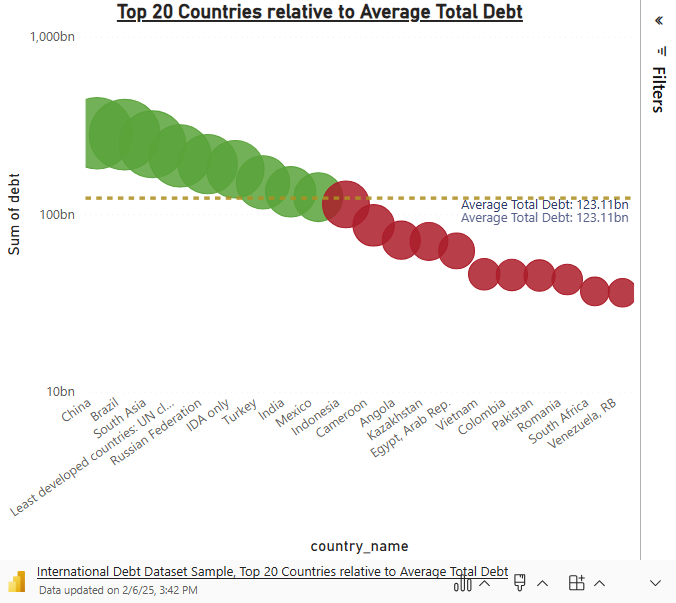 Top 20 Countries relative to Average Total Debt
1,000bn
100bn
10bn
Sum of debt
Average Total Debt: 123.11bn
Average Total Debt: 123.11bn
China
Brazil
South Asia
Least developed countries: UN cl...
Russian Federation
IDA only
Turkey
India
Mexico
Indonesia
Cameroon
Angola
Kazakhstan
Egypt, Arab Rep.
Vietnam
Colombia
Pakistan
Romania
South Africa
Venezuela, RB
country_name
Filters
International Debt Dataset Sample, Top 20 Countries relative to Average Total Debt
Data updated on 2/6/25, 3:42 PM